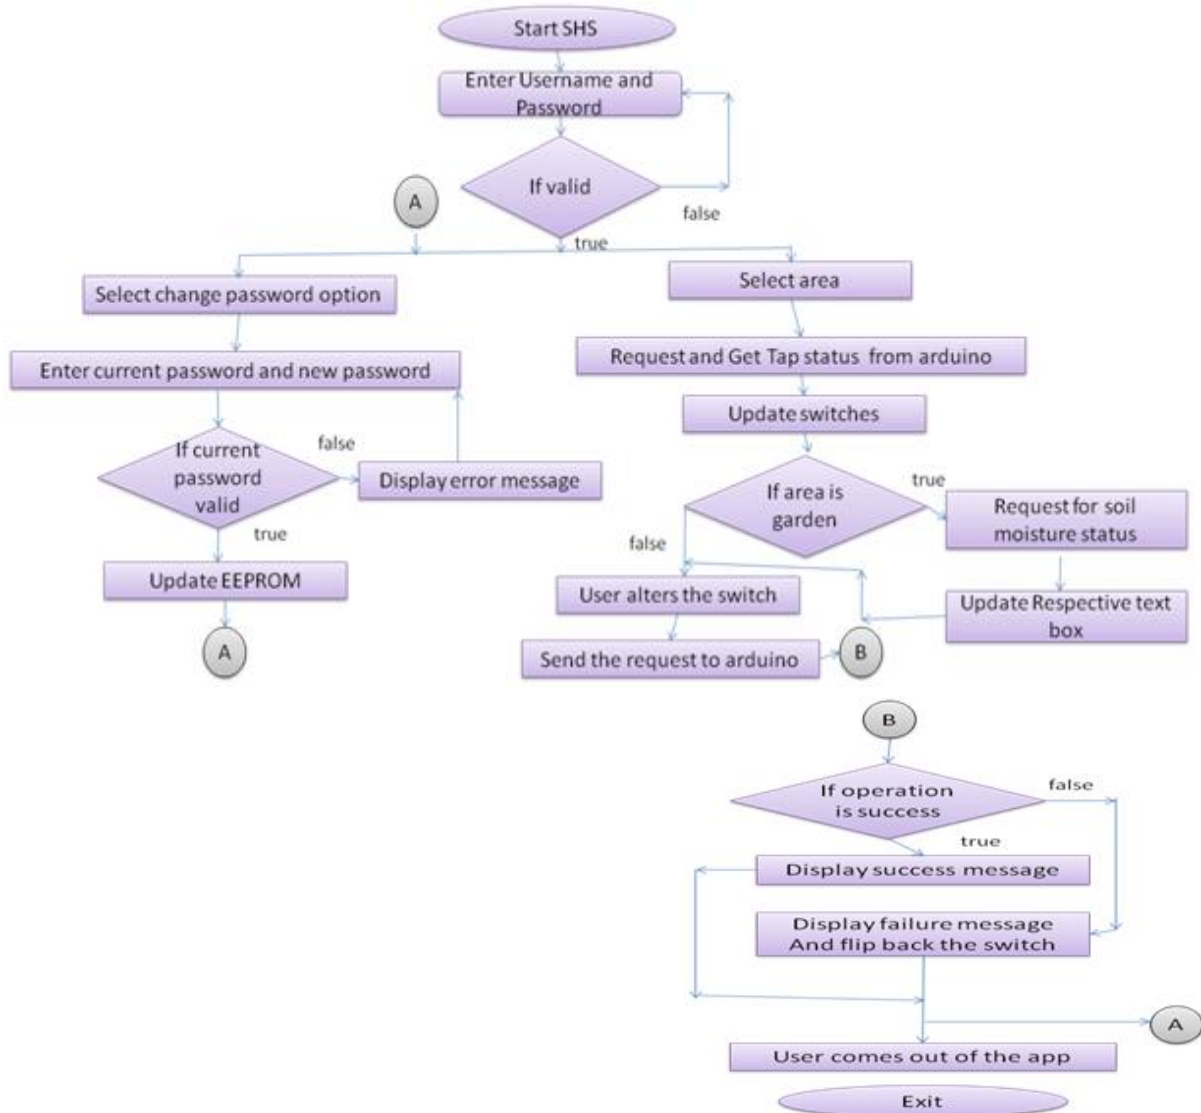 Start SHS
Enter Username and
Password
If valid
false
A
true
Select change password option
Enter current password and new password
If current
password
valid
false
Display error message
true
Update EEPROM
A
Select area
Request and Get Tap status from arduino
Update switches
If area is
garden
true
Request for soil
moisture status
Update Respective text
box
false
User alters the switch
Send the request to arduino
B
B
If operation
is success
false
true
Display success message
Display failure message
And flip back the switch
A
User comes out of the app
Exit